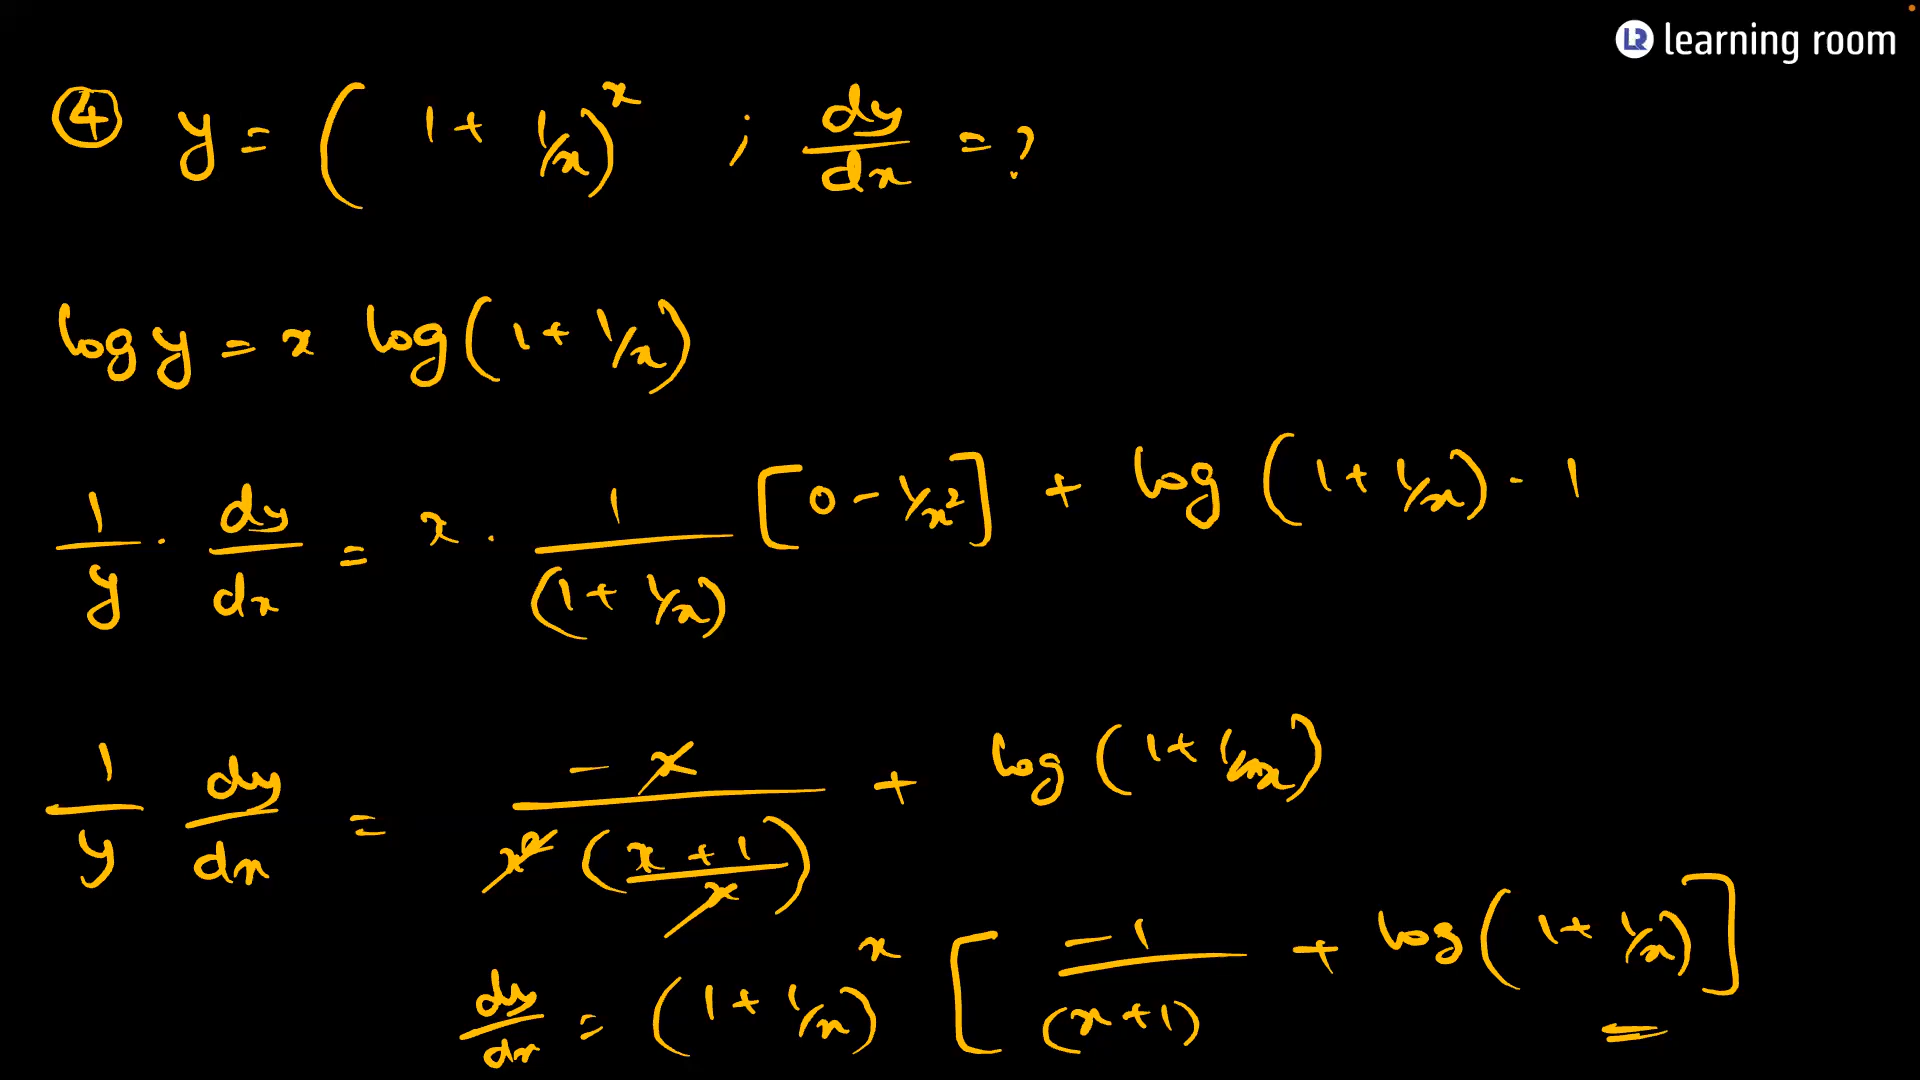 learning room
④ y = (1 + 1/x)^x ; dy/dx = ?
log y = x log(1 + 1/x)
1/y · dy/dx = x · 1/(1 + 1/x) [0 - 1/x²] + log (1 + 1/x) · 1
1/y dy/dx = -x/(x² ((x + 1)/x)) + log (1 + 1/x)
dy/dx = (1 + 1/x)^x [-1/(x+1) + log(1 + 1/x)]